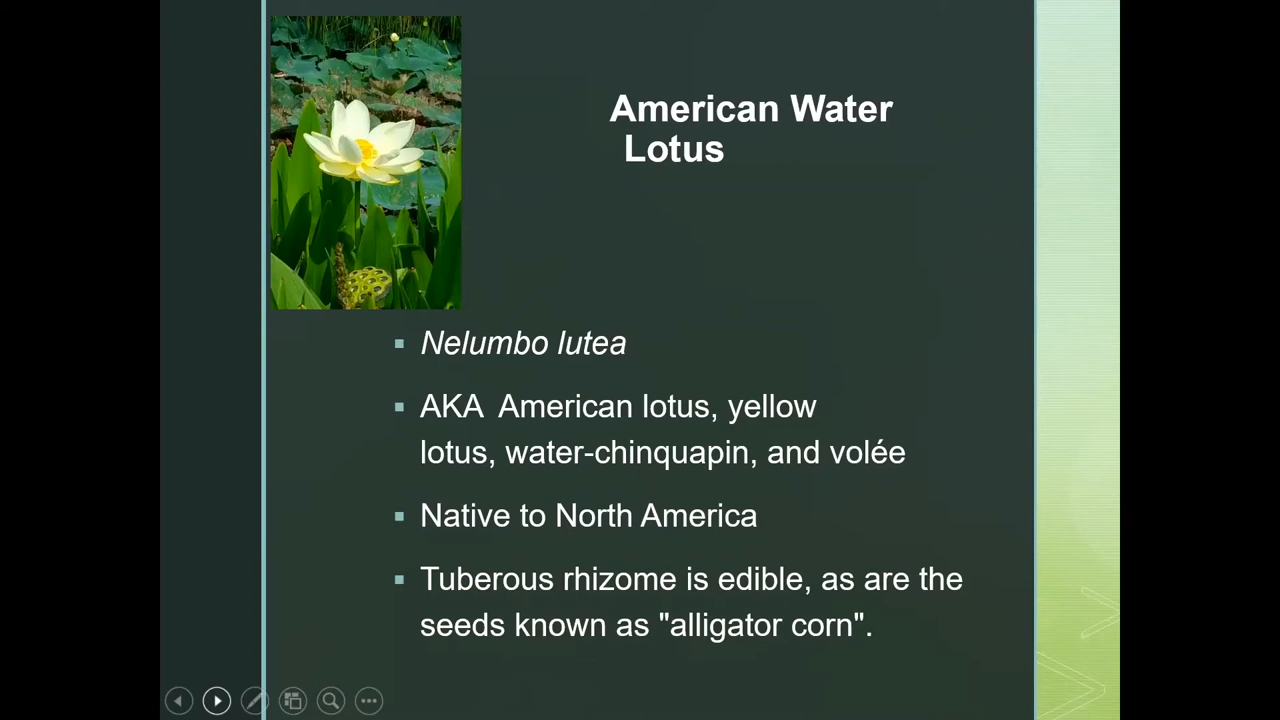 American Water
Lotus
Nelumbo lutea
AKA  American lotus, yellow
lotus, water-chinquapin, and volée
Native to North America
Tuberous rhizome is edible, as are the
seeds known as "alligator corn".